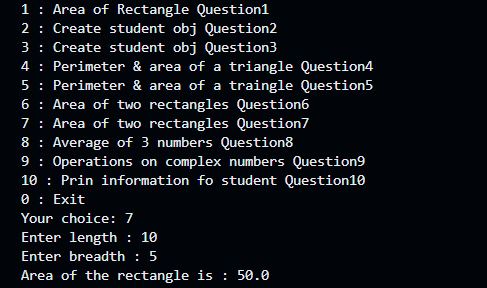 1 : Area of Rectangle Question1
2 : Create student obj Question2
3 : Create student obj Question3
4 : Perimeter & area of a triangle Question4
5 : Perimeter & area of a traingle Question5
6 : Area of two rectangles Question6
7 : Area of two rectangles Question7
8 : Average of 3 numbers Question8
9 : Operations on complex numbers Question9
10 : Prin information fo student Question10
0 : Exit
Your choice: 7
Enter length : 10
Enter breadth : 5
Area of the rectangle is : 50.0